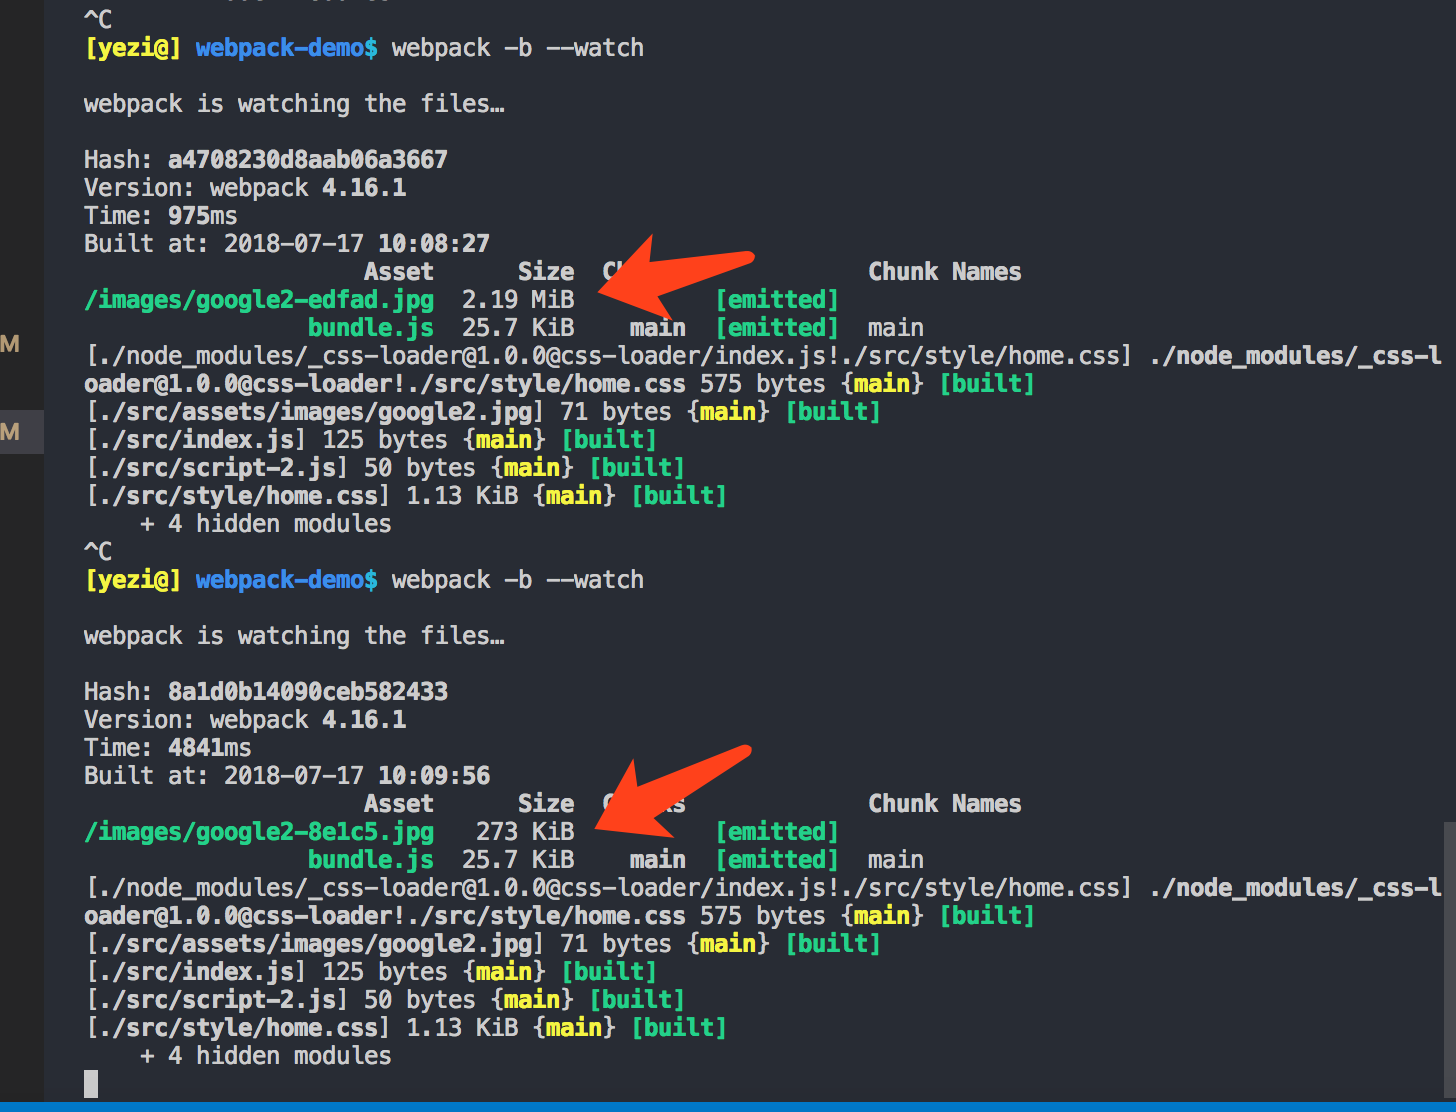 ^C
[yezi@] webpack-demo$ webpack -b --watch
webpack is watching the files…
Hash: a4708230d8aab06a3667
Version: webpack 4.16.1
Time: 975ms
Built at: 2018-07-17 10:08:27
Asset Size Chunk Names
/images/google2-edfad.jpg 2.19 MiB [emitted]
bundle.js 25.7 KiB main [emitted] main
[./node_modules/_css-loader@1.0.0@css-loader/index.js!./src/style/home.css] ./node_modules/_css-l
oader@1.0.0@css-loader!./src/style/home.css 575 bytes {main} [built]
[./src/assets/images/google2.jpg] 71 bytes {main} [built]
[./src/index.js] 125 bytes {main} [built]
[./src/script-2.js] 50 bytes {main} [built]
[./src/style/home.css] 1.13 KiB {main} [built]
+ 4 hidden modules
^C
[yezi@] webpack-demo$ webpack -b --watch
webpack is watching the files…
Hash: 8a1d0b14090ceb582433
Version: webpack 4.16.1
Time: 4841ms
Built at: 2018-07-17 10:09:56
Asset Size Chunk Names
/images/google2-8e1c5.jpg 273 KiB [emitted]
bundle.js 25.7 KiB main [emitted] main
[./node_modules/_css-loader@1.0.0@css-loader/index.js!./src/style/home.css] ./node_modules/_css-l
oader@1.0.0@css-loader!./src/style/home.css 575 bytes {main} [built]
[./src/assets/images/google2.jpg] 71 bytes {main} [built]
[./src/index.js] 125 bytes {main} [built]
[./src/script-2.js] 50 bytes {main} [built]
[./src/style/home.css] 1.13 KiB {main} [built]
+ 4 hidden modules
M
M